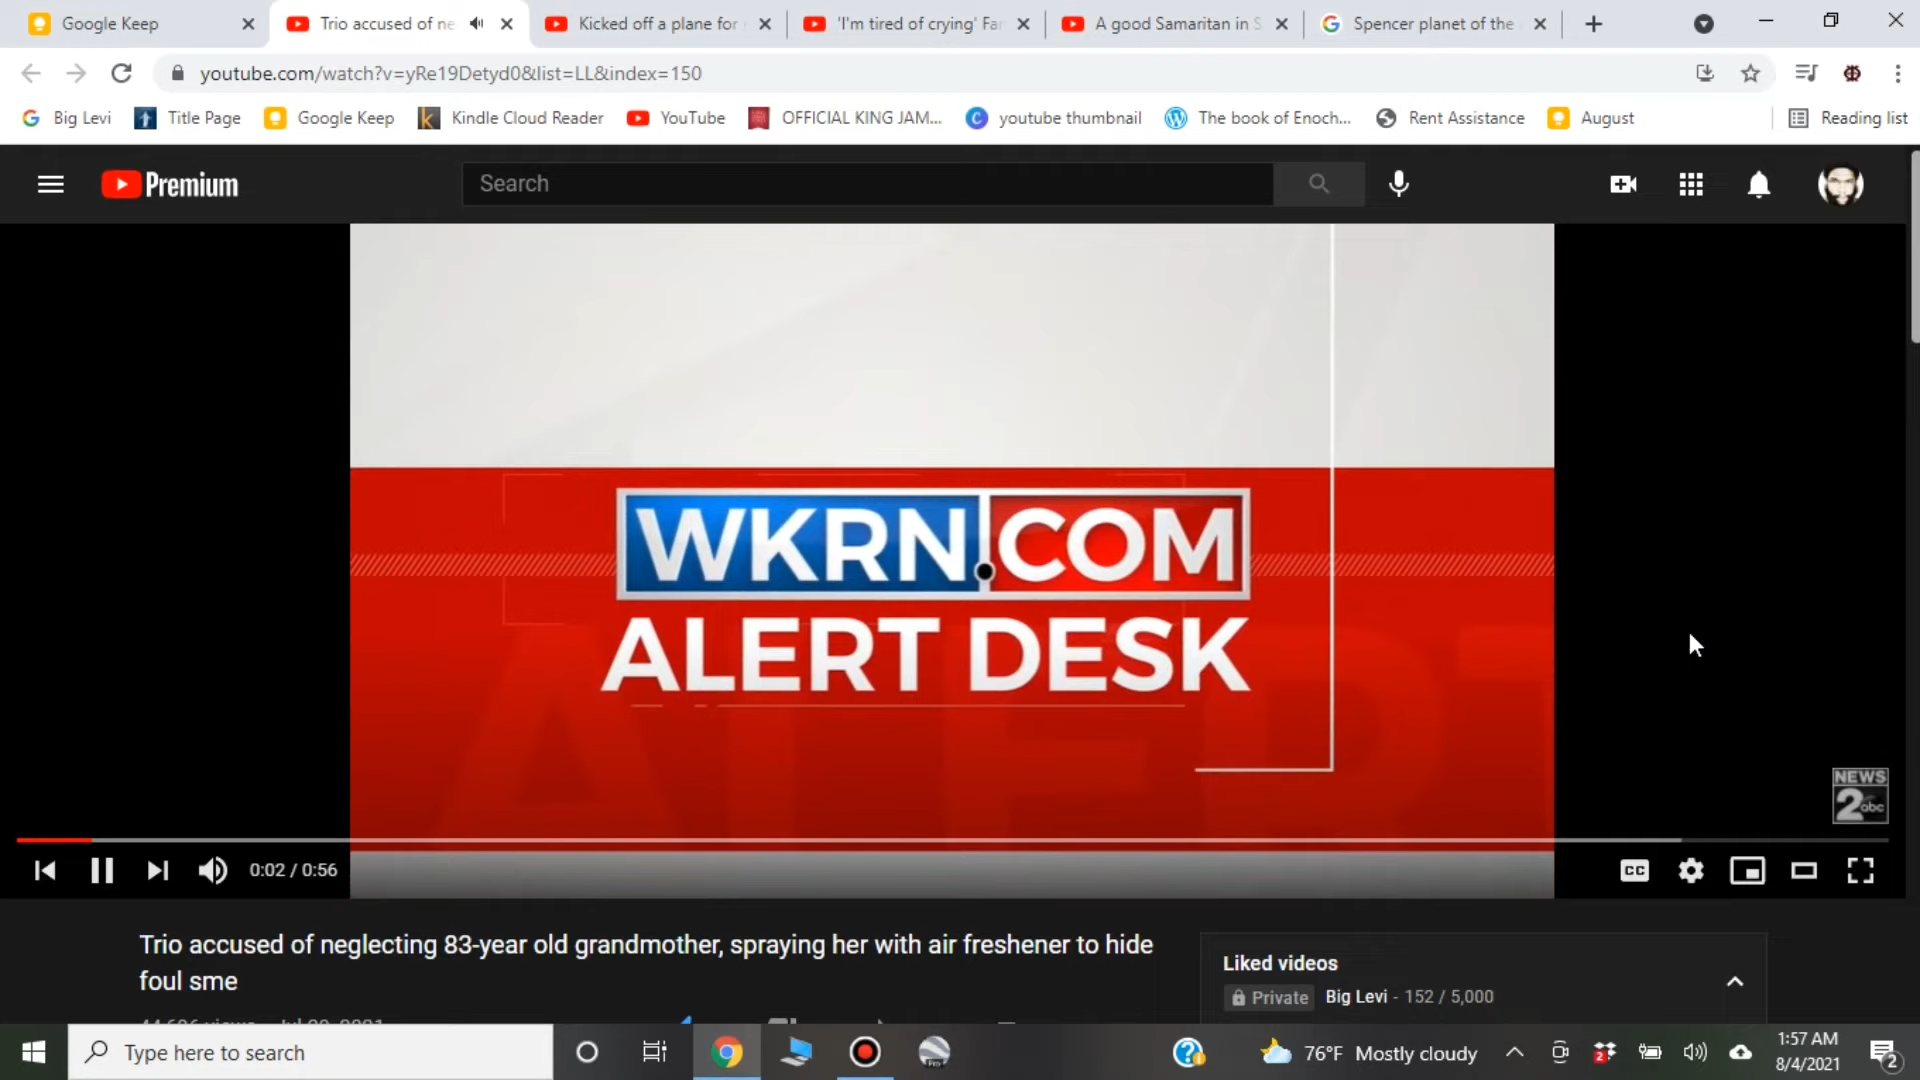 Google Keep
Trio accused of ne
Kicked off a plane for
'I'm tired of crying' Fa
A good Samaritan in S
Spencer planet of the
youtube.com/watch?v=yRe19Detyd0&list=LL&index=150
Big Levi
Title Page
Google Keep
Kindle Cloud Reader
YouTube
OFFICIAL KING JAM...
youtube thumbnail
The book of Enoch...
Rent Assistance
August
Reading list
Premium
Search
WKRN.COM
ALERT DESK
NEWS
2 abc
0:02 / 0:56
CC
Trio accused of neglecting 83-year old grandmother, spraying her with air freshener to hide
foul sme
Liked videos
Private Big Levi - 152 / 5,000
Type here to search
76°F Mostly cloudy
1:57 AM
8/4/2021
2